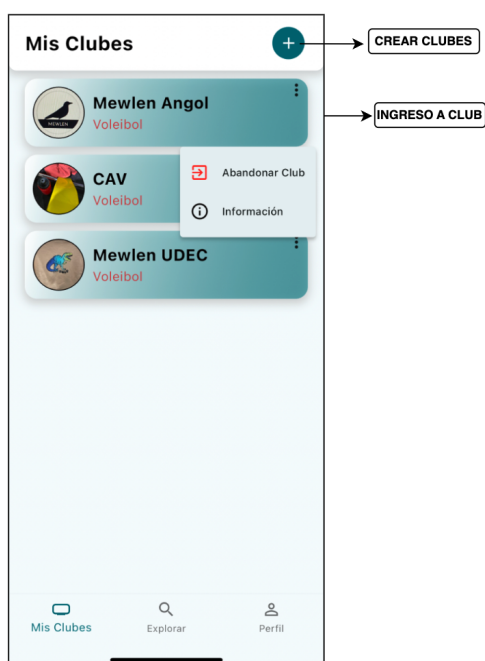 Mis Clubes
CREAR CLUBES
Mewlen Angol
Voleibol
MEWLEN
INGRESO A CLUB
CAV
Voleibol
Abandonar Club
Información
Mewlen UDEC
Voleibol
Mis Clubes
Explorar
Perfil